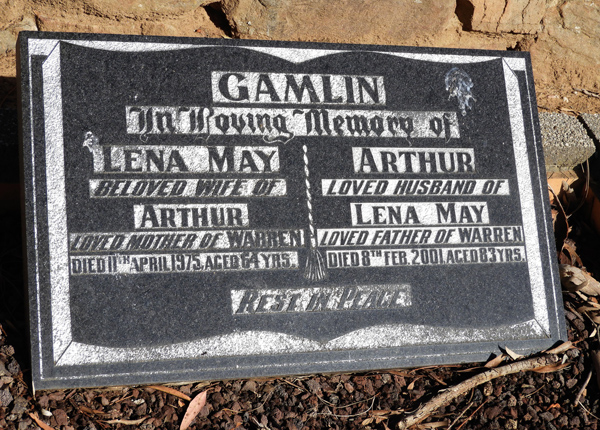 GAMLIN
In Loving Memory of
LENA MAY
BELOVED WIFE OF
ARTHUR
LOVED MOTHER OF WARREN
DIED 11TH APRIL 1975, AGED 64 YRS.
ARTHUR
LOVED HUSBAND OF
LENA MAY
LOVED FATHER OF WARREN
DIED 8TH FEB. 2001 AGED 83 YRS.
REST IN PEACE